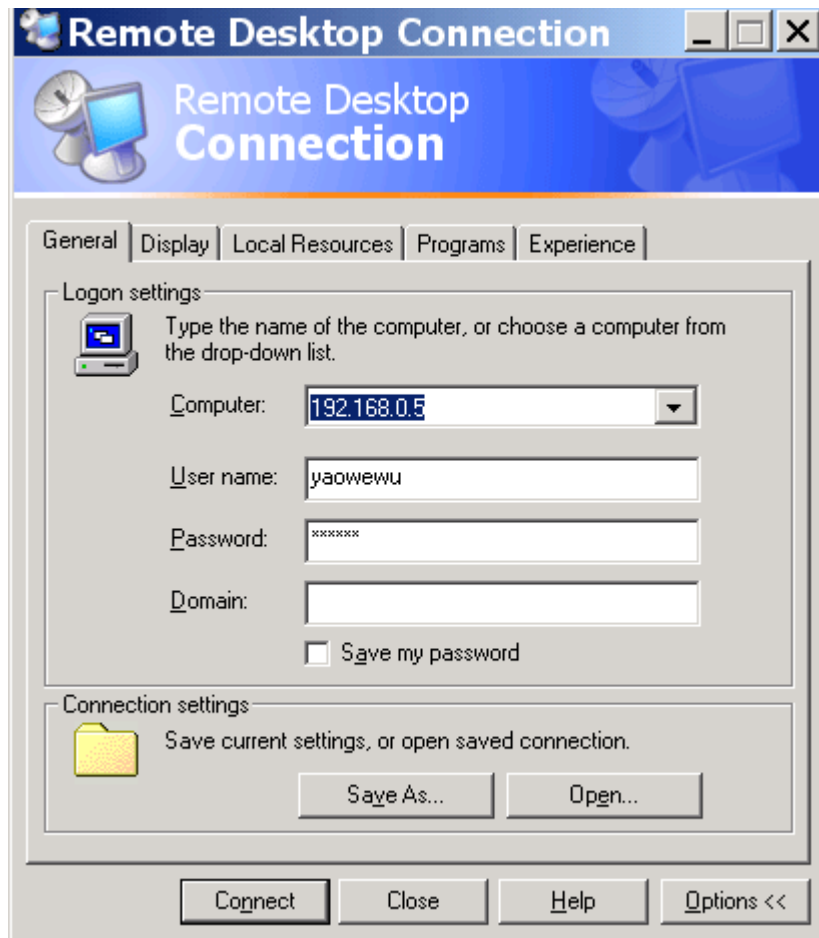 Remote Desktop Connection
Remote Desktop
Connection
General Display Local Resources Programs Experience
Logon settings
Type the name of the computer, or choose a computer from
the drop-down list.
Computer: 192.168.0.5
User name: yaowewu
Password: ××××××
Domain:
Save my password
Connection settings
Save current settings, or open saved connection.
Save As... Open...
Connect Close Help Options <<